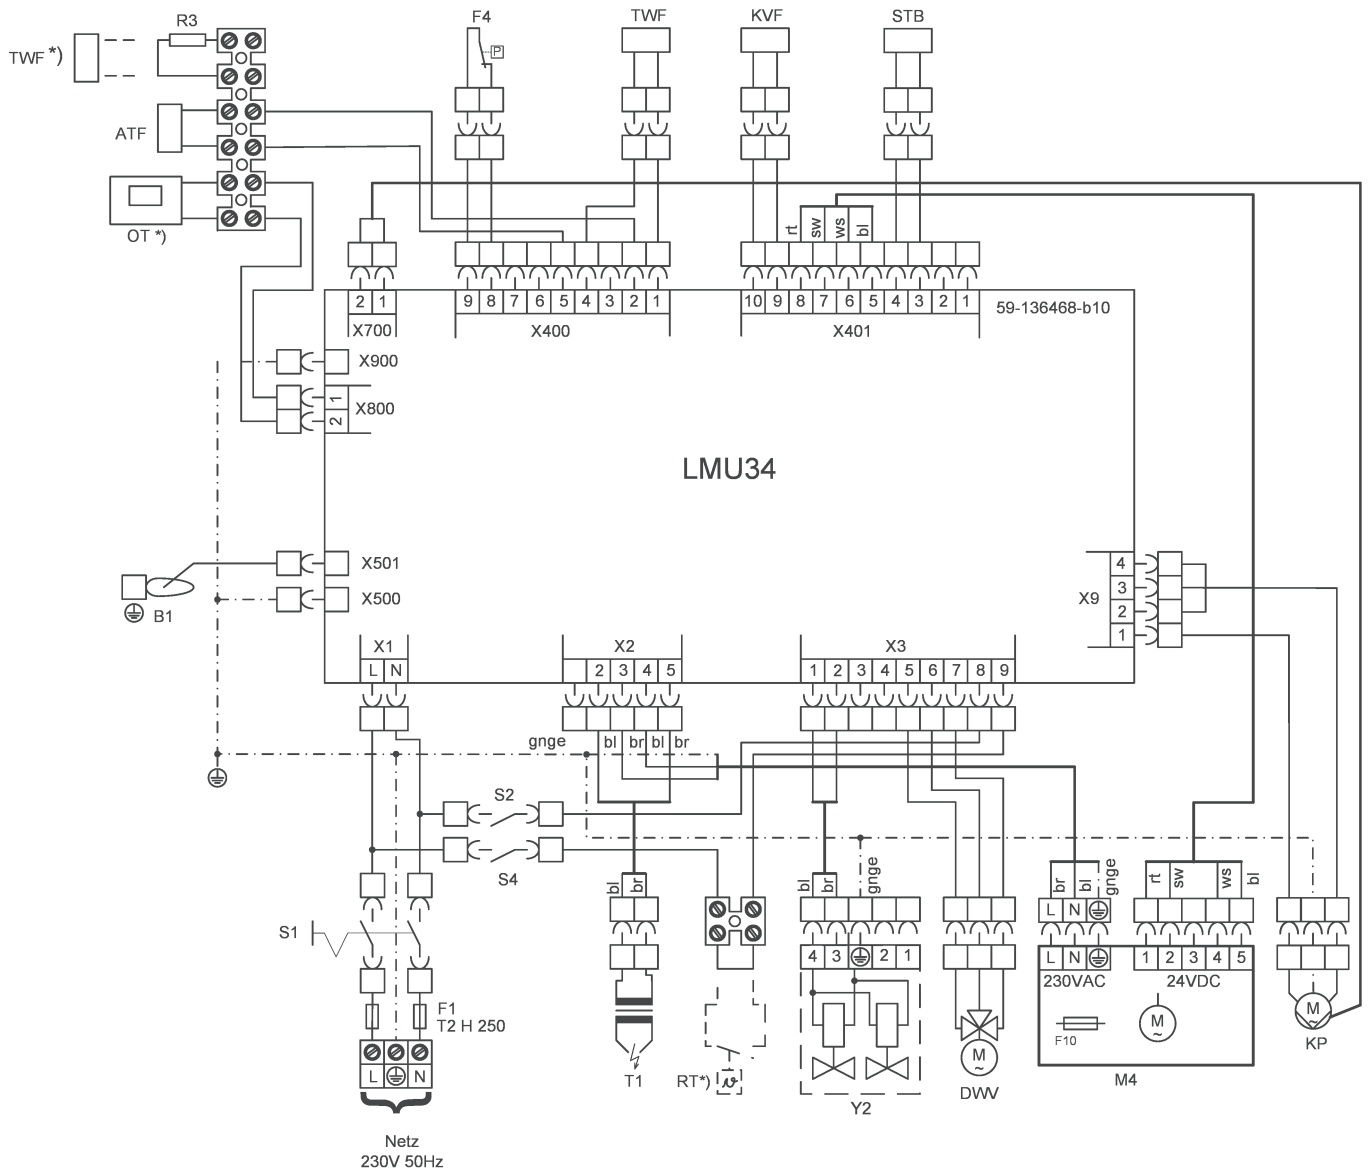 R3 F4 TWF KVF STB
TWF *)
P
ATF
OT *)
rt sw ws bl
2 1 9 8 7 6 5 4 3 2 1 10 9 8 7 6 5 4 3 2 1 59-136468-b10
X700 X400 X401
X900
1
X800
2
LMU34
X501
X500
B1
4
3
X9
2
1
X1 X2 X3
L N 2 3 4 5 1 2 3 4 5 6 7 8 9
gnge bl br bl br
S2
S4
bl br bl br gnge br bl gnge rt sw ws bl
L N
S1
4 3 2 1 L N 1 2 3 4 5
230VAC 24VDC
F1
T2 H 250
M
~
F10
M
~
KP
L N
T1 RT*) ϑ
M
~
DWV
M4
Y2
Netz
230V 50Hz